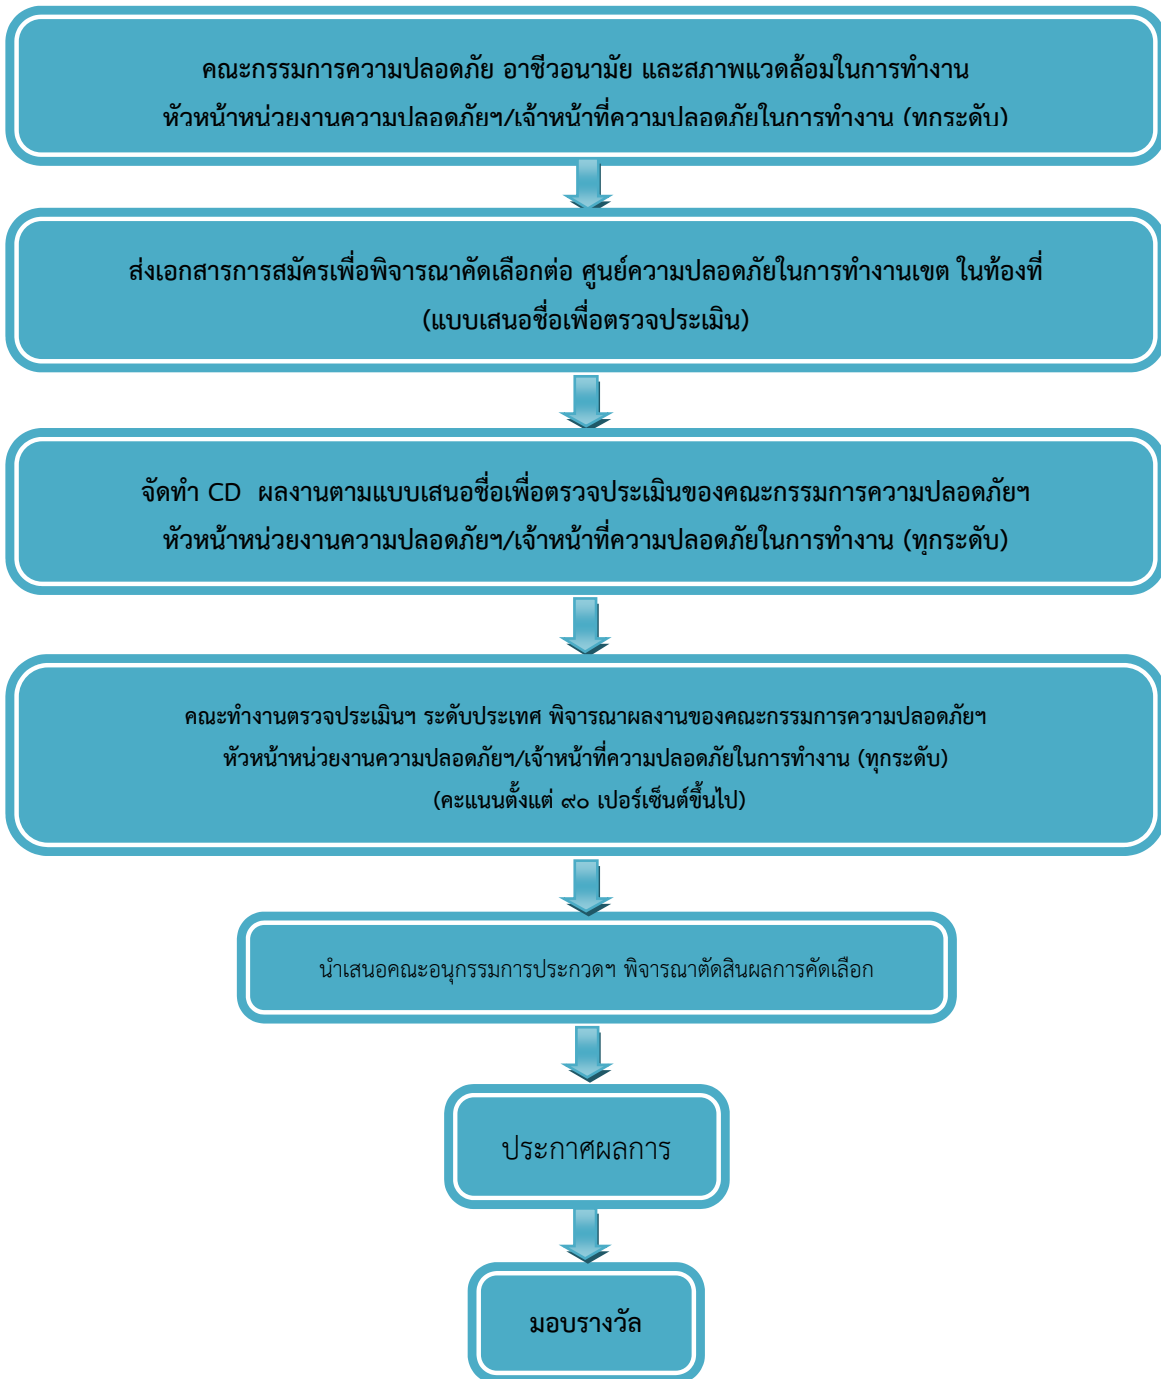 คณะกรรมการความปลอดภัย อาชีวอนามัย และสภาพแวดล้อมในการทำงาน
หัวหน้าหน่วยงานความปลอดภัยฯ/เจ้าหน้าที่ความปลอดภัยในการทำงาน (ทุกระดับ)
ส่งเอกสารการสมัครเพื่อพิจารณาคัดเลือกต่อ ศูนย์ความปลอดภัยในการทำงานเขต ในท้องที่
(แบบเสนอชื่อเพื่อตรวจประเมิน)
จัดทำ CD ผลงานตามแบบเสนอชื่อเพื่อตรวจประเมินของคณะกรรมการความปลอดภัยฯ
หัวหน้าหน่วยงานความปลอดภัยฯ/เจ้าหน้าที่ความปลอดภัยในการทำงาน (ทุกระดับ)
คณะทำงานตรวจประเมินฯ ระดับประเทศ พิจารณาผลงานของคณะกรรมการความปลอดภัยฯ
หัวหน้าหน่วยงานความปลอดภัยฯ/เจ้าหน้าที่ความปลอดภัยในการทำงาน (ทุกระดับ)
(คะแนนตั้งแต่ ๙๐ เปอร์เซ็นต์ขึ้นไป)
นำเสนอคณะอนุกรรมการประกวดฯ พิจารณาตัดสินผลการคัดเลือก
ประกาศผลการ
มอบรางวัล